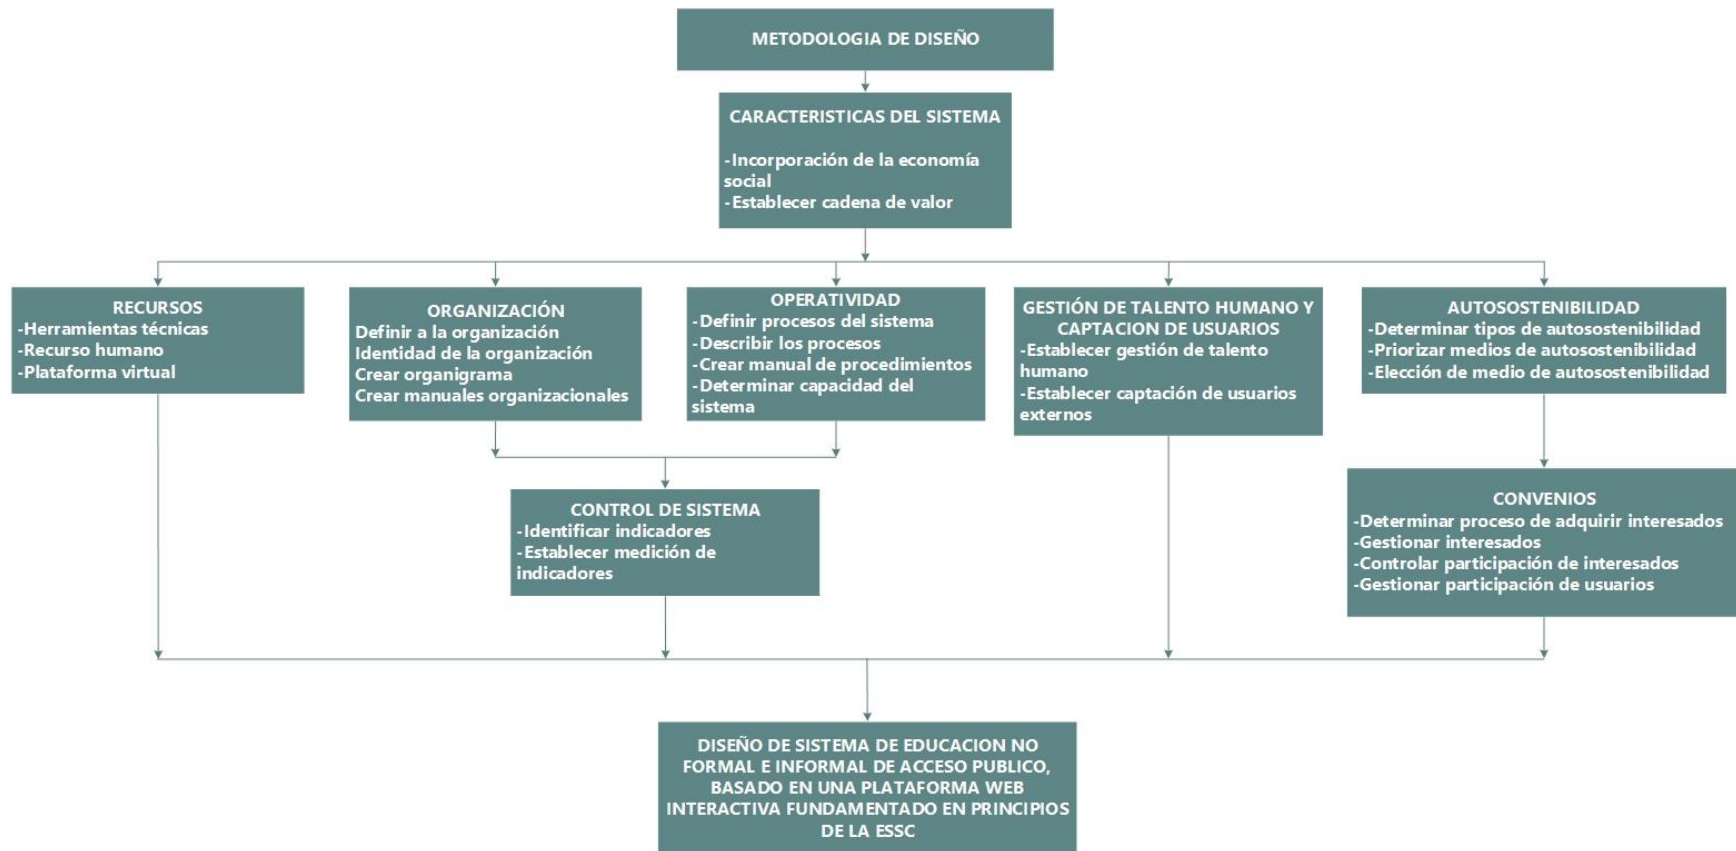 METODOLOGIA DE DISEÑO
CARACTERISTICAS DEL SISTEMA
-Incorporación de la economía
social
-Establecer cadena de valor
RECURSOS
-Herramientas técnicas
-Recurso humano
-Plataforma virtual
ORGANIZACIÓN
Definir a la organización
Identidad de la organización
Crear organigrama
Crear manuales organizacionales
OPERATIVIDAD
-Definir procesos del sistema
-Describir los procesos
-Crear manual de procedimientos
-Determinar capacidad del
sistema
GESTIÓN DE TALENTO HUMANO Y
CAPTACION DE USUARIOS
-Establecer gestión de talento
humano
-Establecer captación de usuarios
externos
AUTOSOSTENIBILIDAD
-Determinar tipos de autosostenibilidad
-Priorizar medios de autosostenibilidad
-Elección de medio de autosostenibilidad
CONTROL DE SISTEMA
-Identificar indicadores
-Establecer medición de
indicadores
CONVENIOS
-Determinar proceso de adquirir interesados
-Gestionar interesados
-Controlar participación de interesados
-Gestionar participación de usuarios
DISEÑO DE SISTEMA DE EDUCACION NO
FORMAL E INFORMAL DE ACCESO PUBLICO,
BASADO EN UNA PLATAFORMA WEB
INTERACTIVA FUNDAMENTADO EN PRINCIPIOS
DE LA ESSC